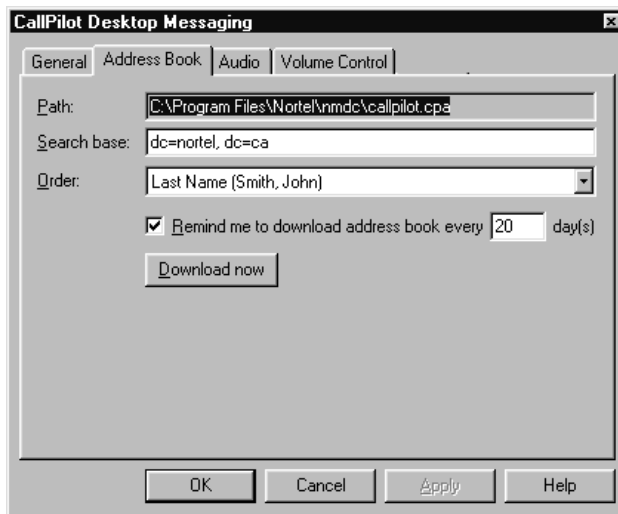 CallPilot Desktop Messaging
General Address Book Audio Volume Control
Path: C:\Program Files\Nortel\nmdc\callpilot.cpa
Search base: dc=nortel, dc=ca
Order: Last Name (Smith, John)
Remind me to download address book every 20 day(s)
Download now
OK Cancel Apply Help